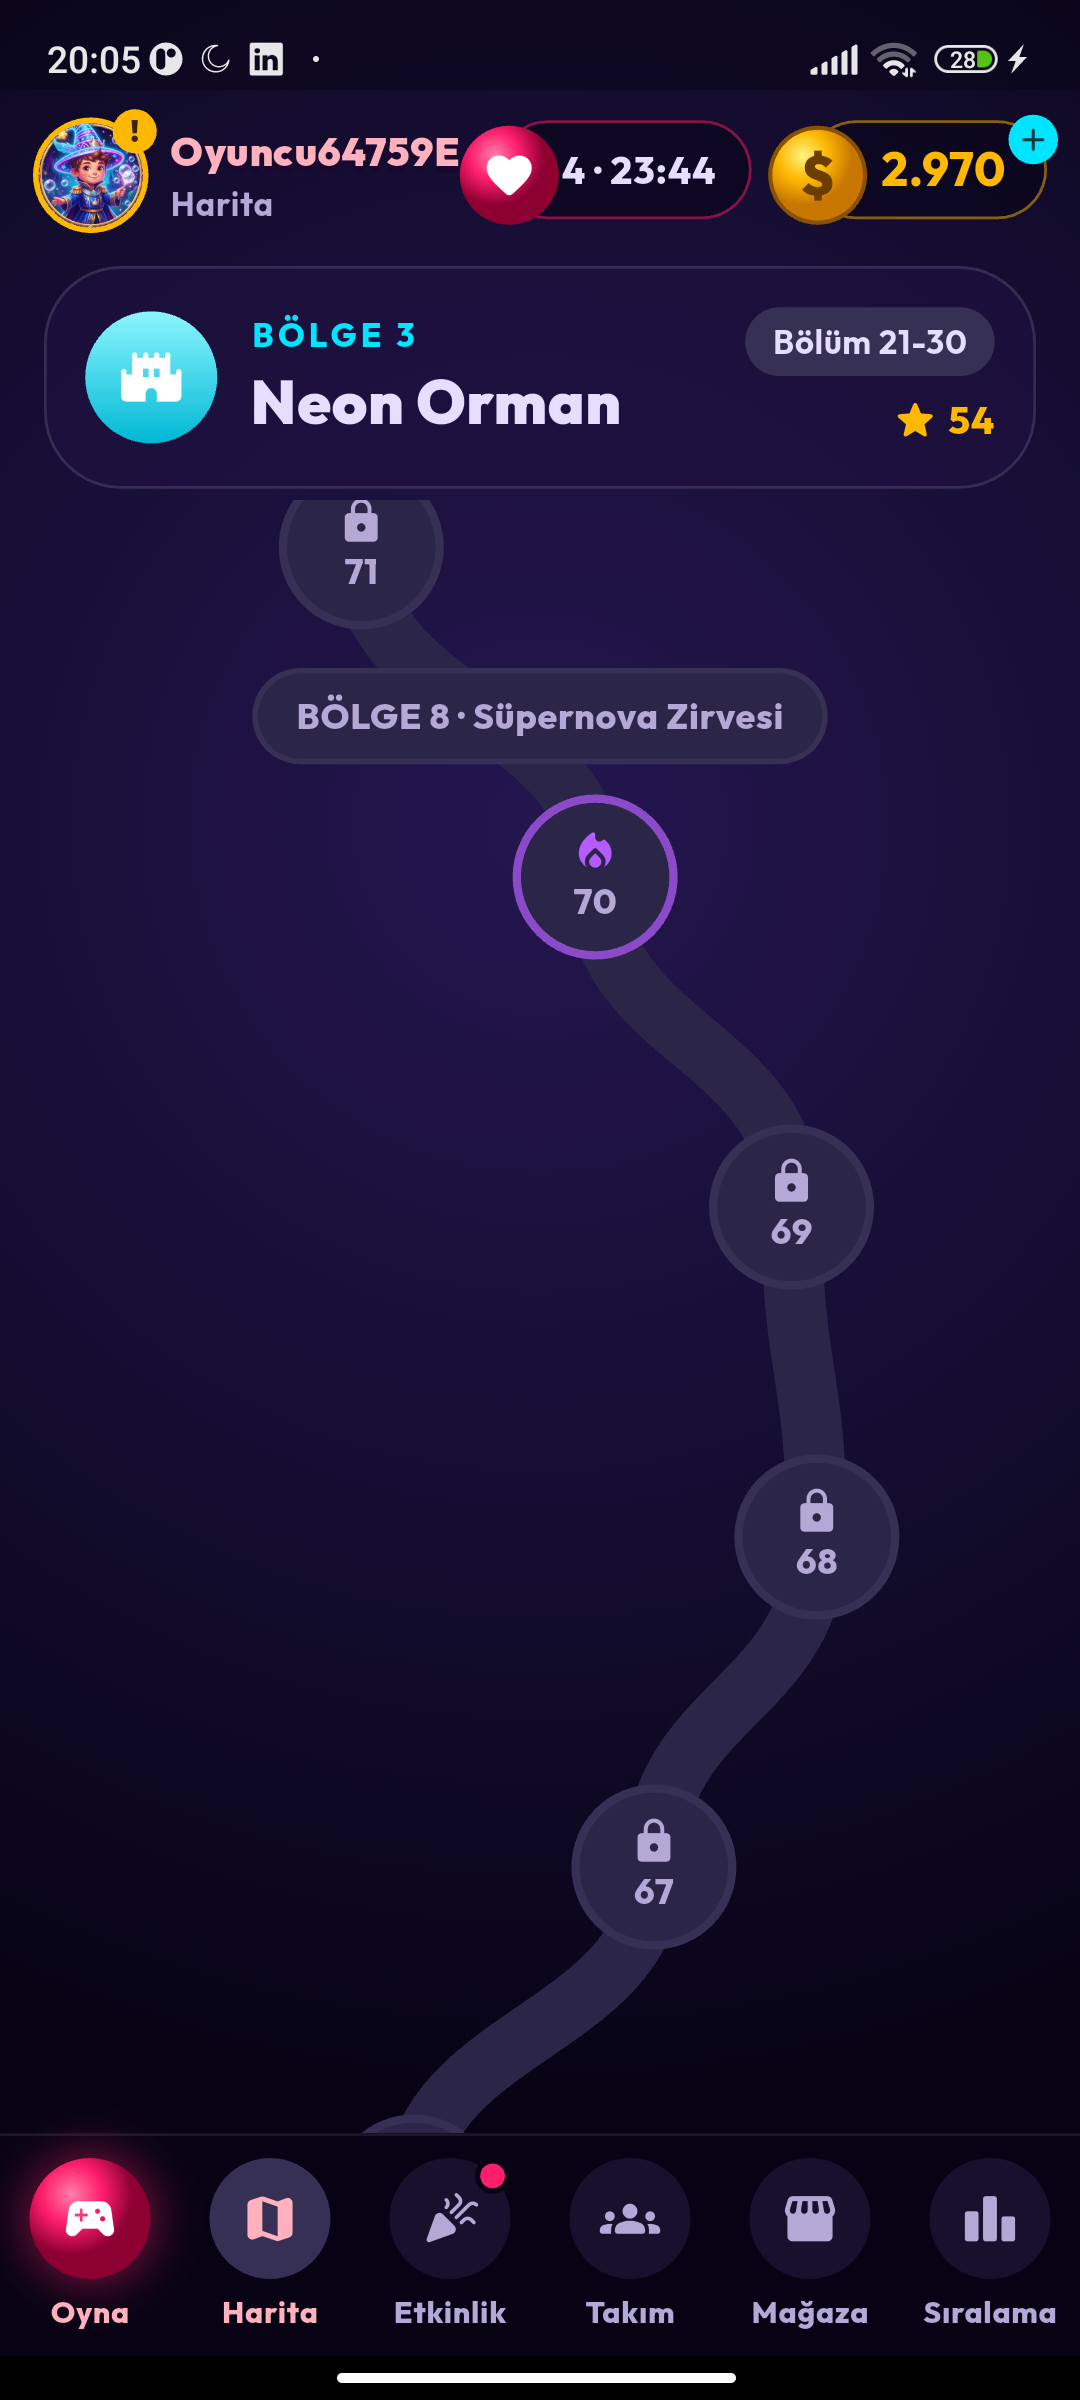 20:05
28
Oyuncu64759E
Harita
4 · 23:44
2.970
BÖLGE 3
Neon Orman
Bölüm 21-30
54
71
BÖLGE 8 · Süpernova Zirvesi
70
69
68
67
Oyna
Harita
Etkinlik
Takım
Mağaza
Sıralama